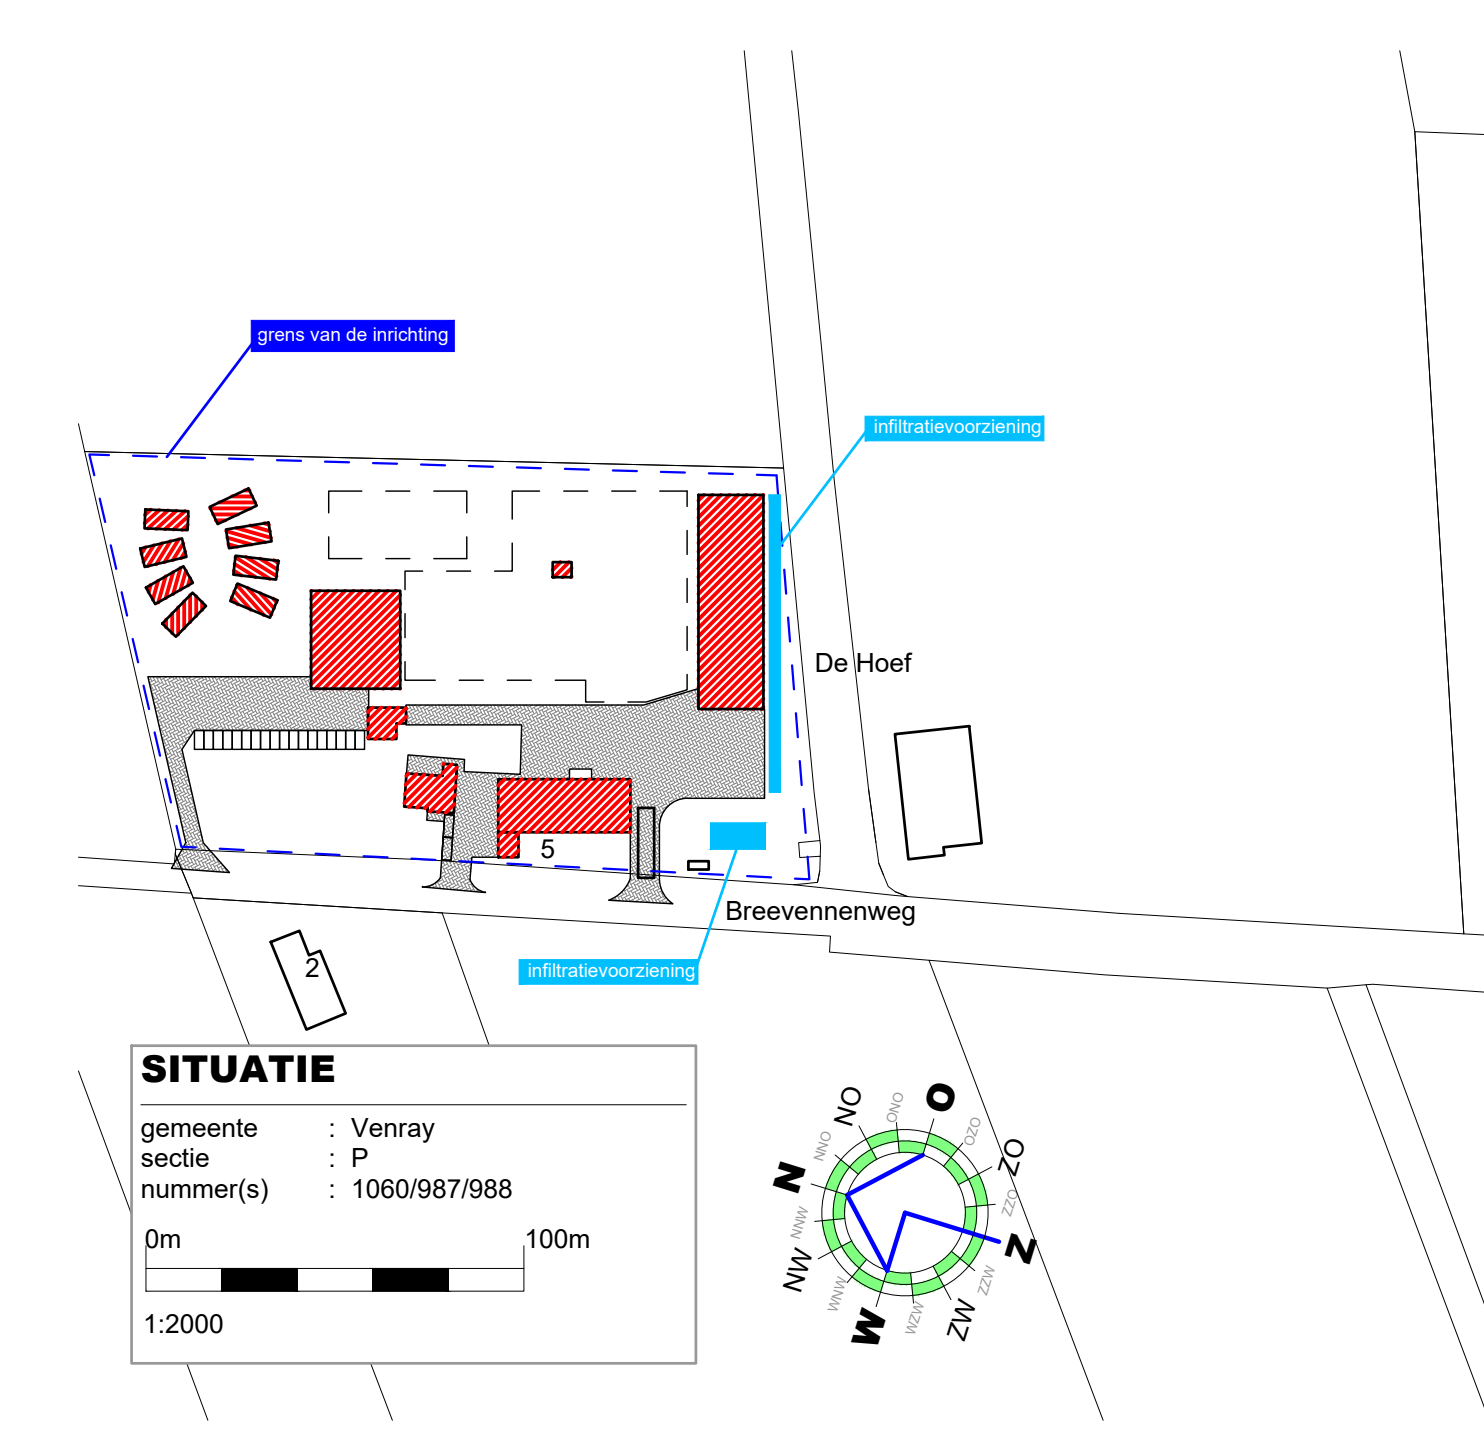 grens van de inrichting
infiltratievoorziening
De Hoef
5
Breevennenweg
infiltratievoorziening
2
SITUATIE
gemeente : Venray
sectie : P
nummer(s) : 1060/987/988
0m 100m
1:2000
O
OZO
ZO
ZZO
Z
ZZW
ZW
WZW
W
WNW
NW
NNW
N
NNO
NO
ONO